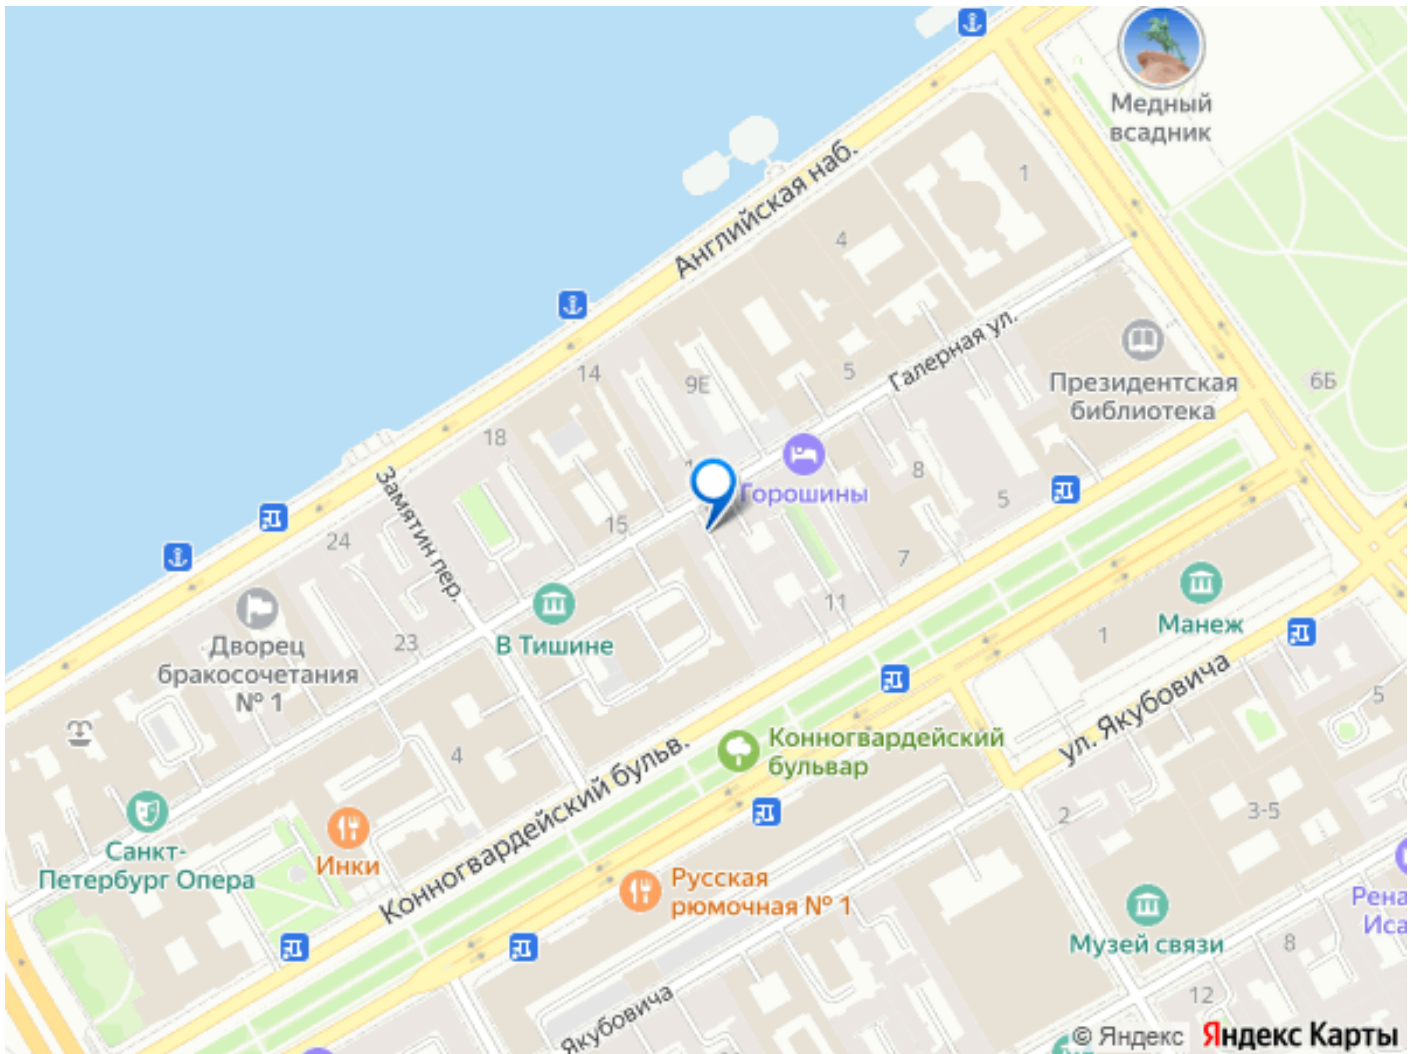 Медный
всадник
Английская наб.
1
4
Галерная ул.
Президентская
библиотека
6Б
5
9Е
14
18
Горошины
8
5
Замятин пер.
15
24
7
11
Манеж
1
В Тишине
23
Дворец
бракосочетания
№ 1
ул. Якубовича
5
Конногвардейский
бульвар
Конногвардейский бульв.
4
2
3-5
Инки
Санкт-
Петербург Опера
Русская
рюмочная № 1
Музей связи
Рена
Иса
8
12
Якубовича
© Яндекс
Яндекс Карты